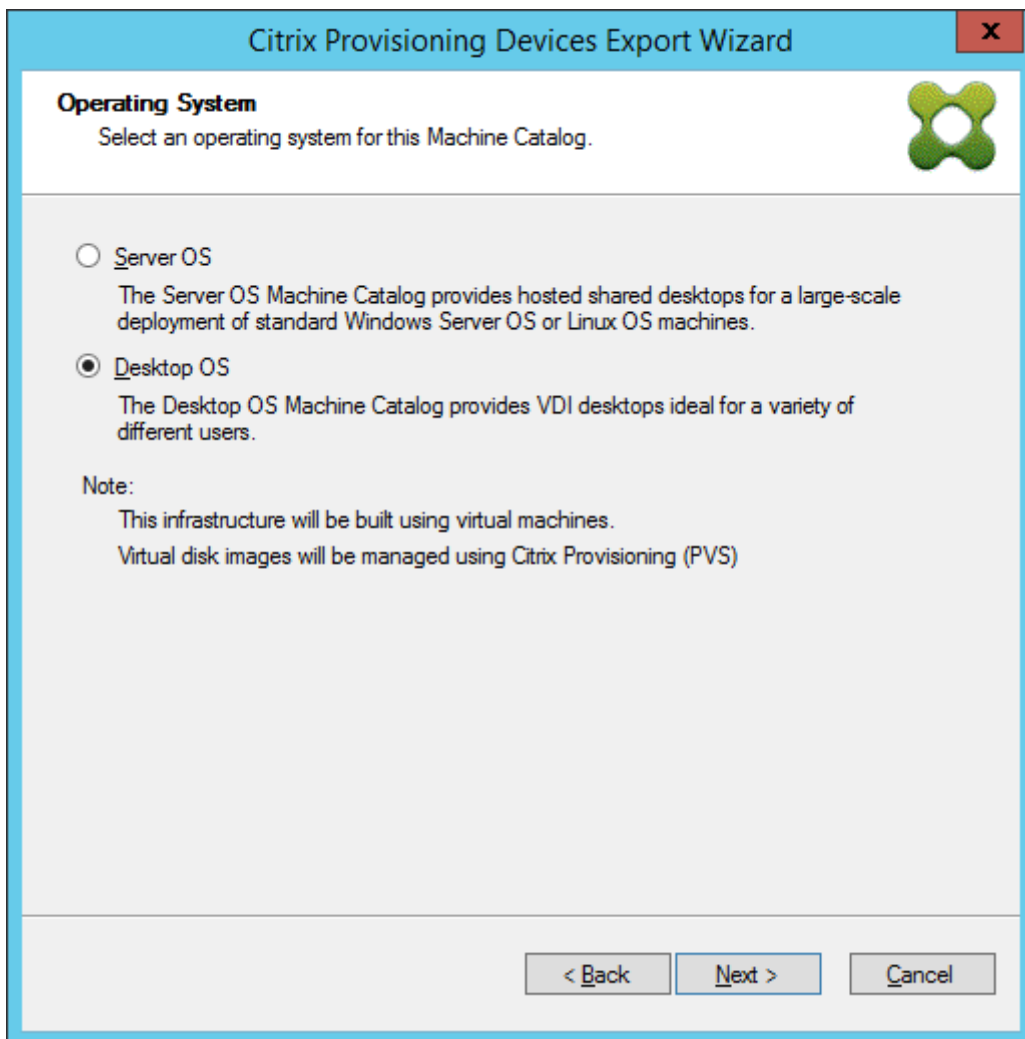 Citrix Provisioning Devices Export Wizard
x
Operating System
Select an operating system for this Machine Catalog.
Server OS
The Server OS Machine Catalog provides hosted shared desktops for a large-scale
deployment of standard Windows Server OS or Linux OS machines.
Desktop OS
The Desktop OS Machine Catalog provides VDI desktops ideal for a variety of
different users.
Note:
This infrastructure will be built using virtual machines.
Virtual disk images will be managed using Citrix Provisioning (PVS)
< Back
Next >
Cancel